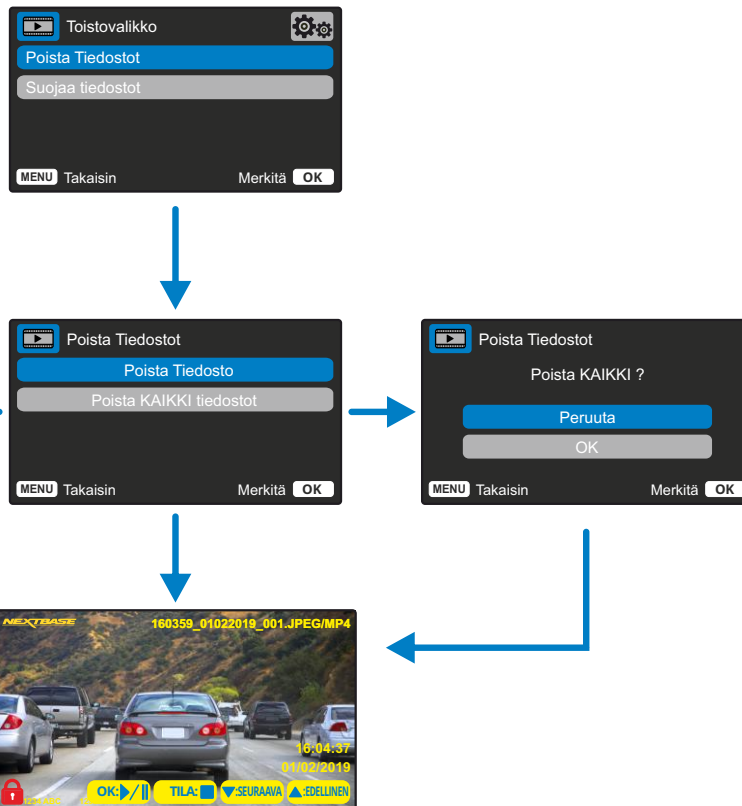 Toistovalikko
Poista Tiedostot
Suojaa tiedostot
MENU Takaisin Merkitä OK
Poista Tiedostot
Poista Tiedosto
Poista KAIKKI tiedostot
MENU Takaisin Merkitä OK
Poista Tiedostot
Poista KAIKKI ?
Peruuta
OK
MENU Takaisin Merkitä OK
NEXTBASE 160359_01022019_001.JPEG/MP4
16:04:37
01/02/2019
OK: TILA: :SEURAAVA :EDELLINEN